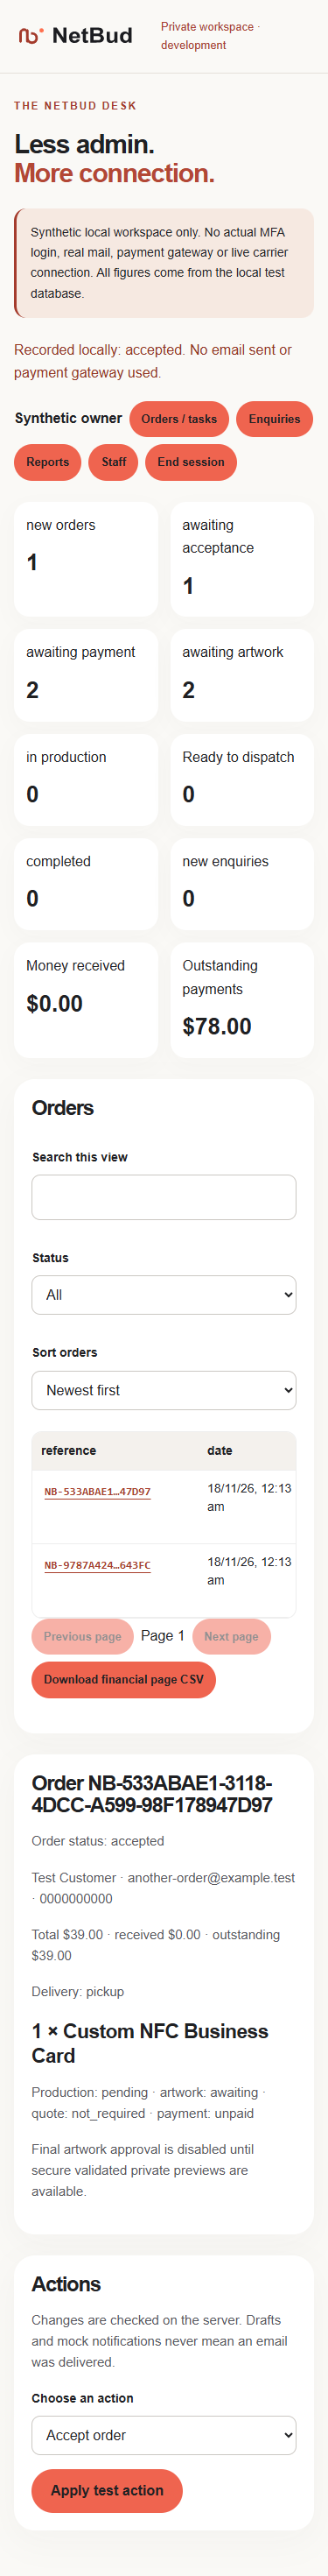 NetBud
Private workspace ·
development
THE NETBUD DESK
Less admin.
More connection.
Synthetic local workspace only. No actual MFA
login, real mail, payment gateway or live carrier
connection. All figures come from the local test
database.
Recorded locally: accepted. No email sent or
payment gateway used.
Synthetic owner Orders / tasks Enquiries
Reports Staff End session
new orders
1
awaiting
acceptance
1
awaiting payment
2
awaiting artwork
2
in production
0
Ready to dispatch
0
completed
0
new enquiries
0
Money received
$0.00
Outstanding
payments
$78.00
Orders
Search this view
Status
All
Sort orders
Newest first
reference date
NB-533ABAE1…47D97 18/11/26, 12:13
am
NB-9787A424…643FC 18/11/26, 12:13
am
Previous page Page 1 Next page
Download financial page CSV
Order NB-533ABAE1-3118-
4DCC-A599-98F178947D97
Order status: accepted
Test Customer · another-order@example.test
· 0000000000
Total $39.00 · received $0.00 · outstanding
$39.00
Delivery: pickup
1 × Custom NFC Business
Card
Production: pending · artwork: awaiting ·
quote: not_required · payment: unpaid
Final artwork approval is disabled until
secure validated private previews are
available.
Actions
Changes are checked on the server. Drafts
and mock notifications never mean an email
was delivered.
Choose an action
Accept order
Apply test action